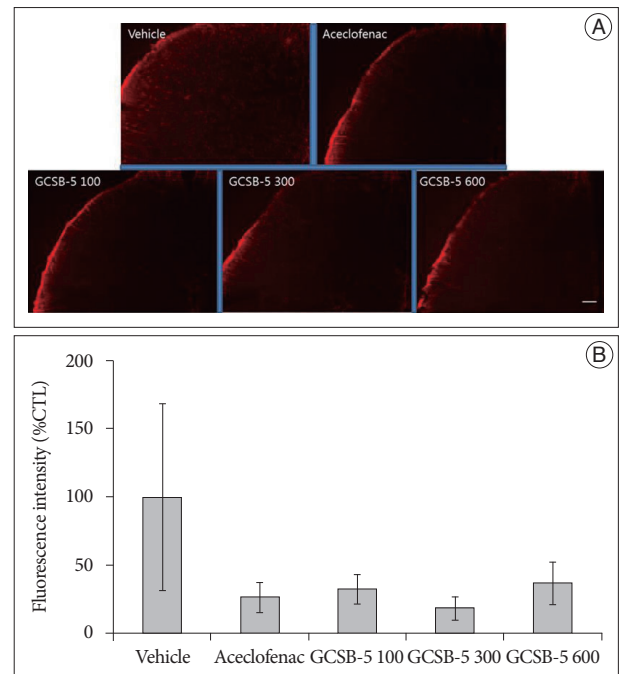 A
Vehicle
Aceclofenac
GCSB-5 100
GCSB-5 300
GCSB-5 600
B
Fluorescence intensity (%CTL)
200
150
100
50
0
Vehicle Aceclofenac GCSB-5 100 GCSB-5 300 GCSB-5 600